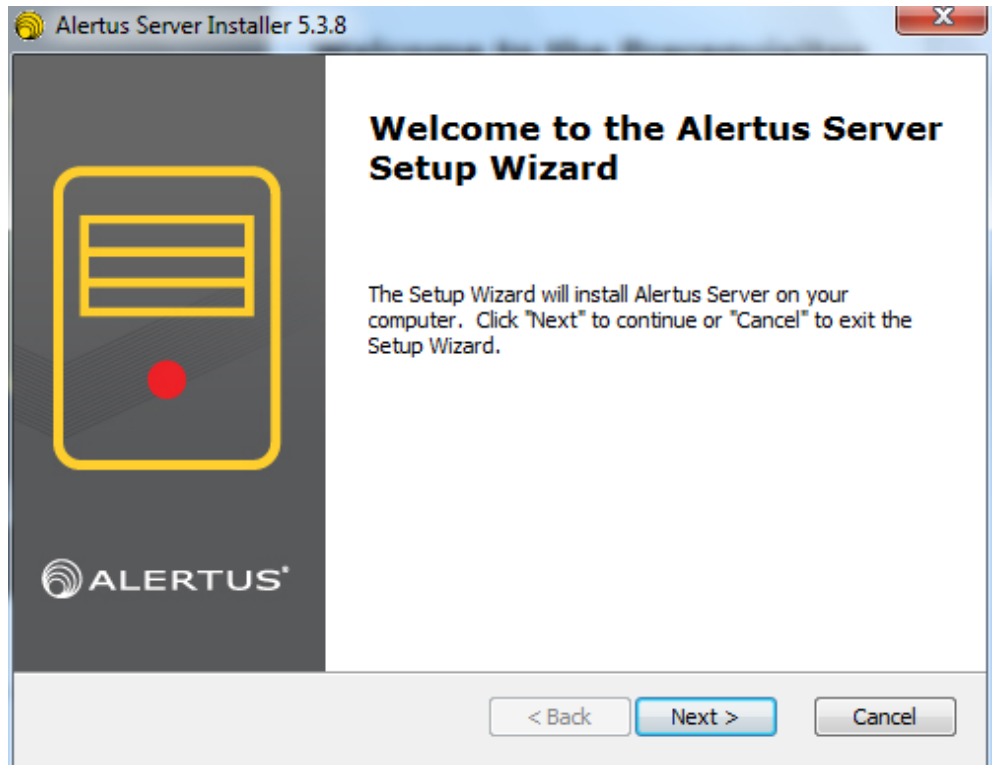 Alertus Server Installer 5.3.8
Welcome to the Alertus Server
Setup Wizard
The Setup Wizard will install Alertus Server on your
computer. Click "Next" to continue or "Cancel" to exit the
Setup Wizard.
ALERTUS
< Back Next > Cancel